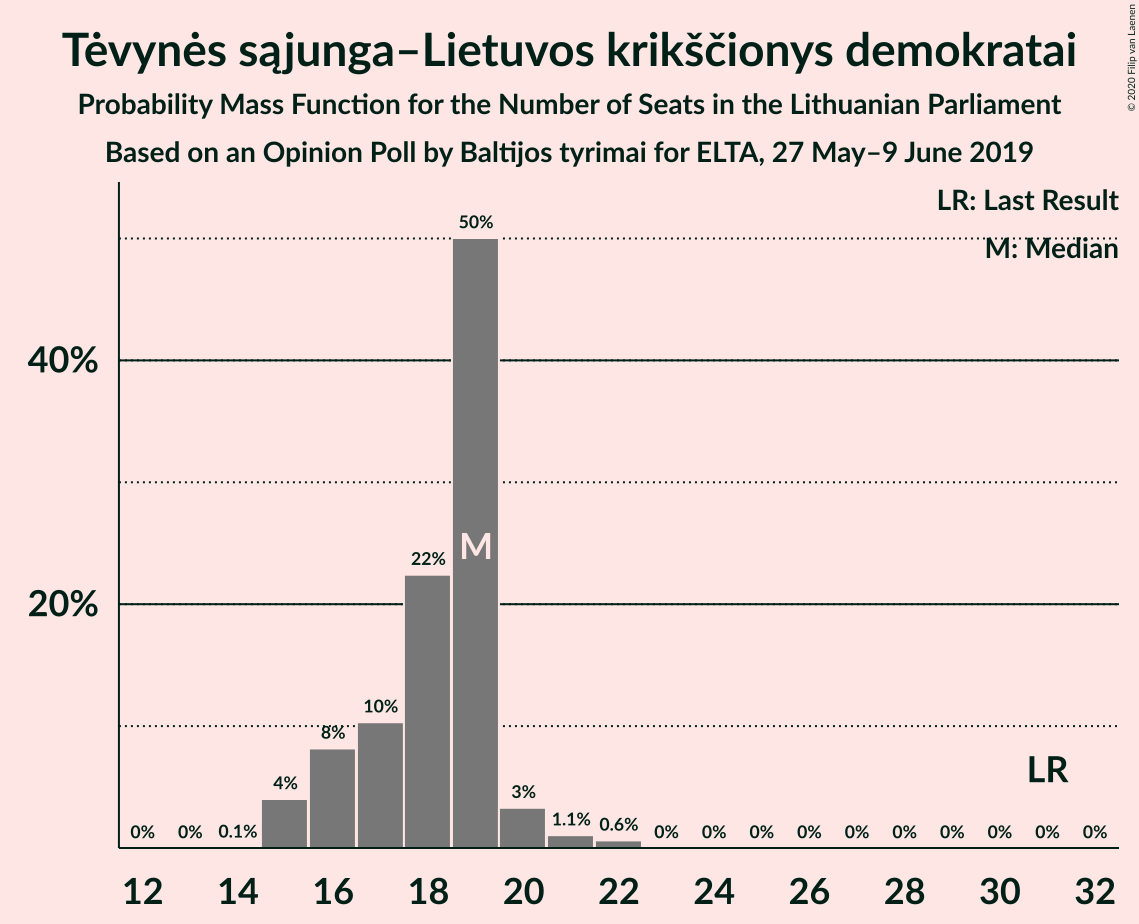 Tėvynės sąjunga–Lietuvos krikščionys demokratai
Probability Mass Function for the Number of Seats in the Lithuanian Parliament
Based on an Opinion Poll by Baltijos tyrimai for ELTA, 27 May–9 June 2019
© 2020 Filip van Laenen
LR: Last Result
M: Median
50%
40%
M
22%
20%
10%
8%
LR
4%
3%
0% 0% 0.1% 1.1% 0.6% 0% 0% 0% 0% 0% 0% 0% 0% 0% 0%
12 14 16 18 20 22 24 26 28 30 32